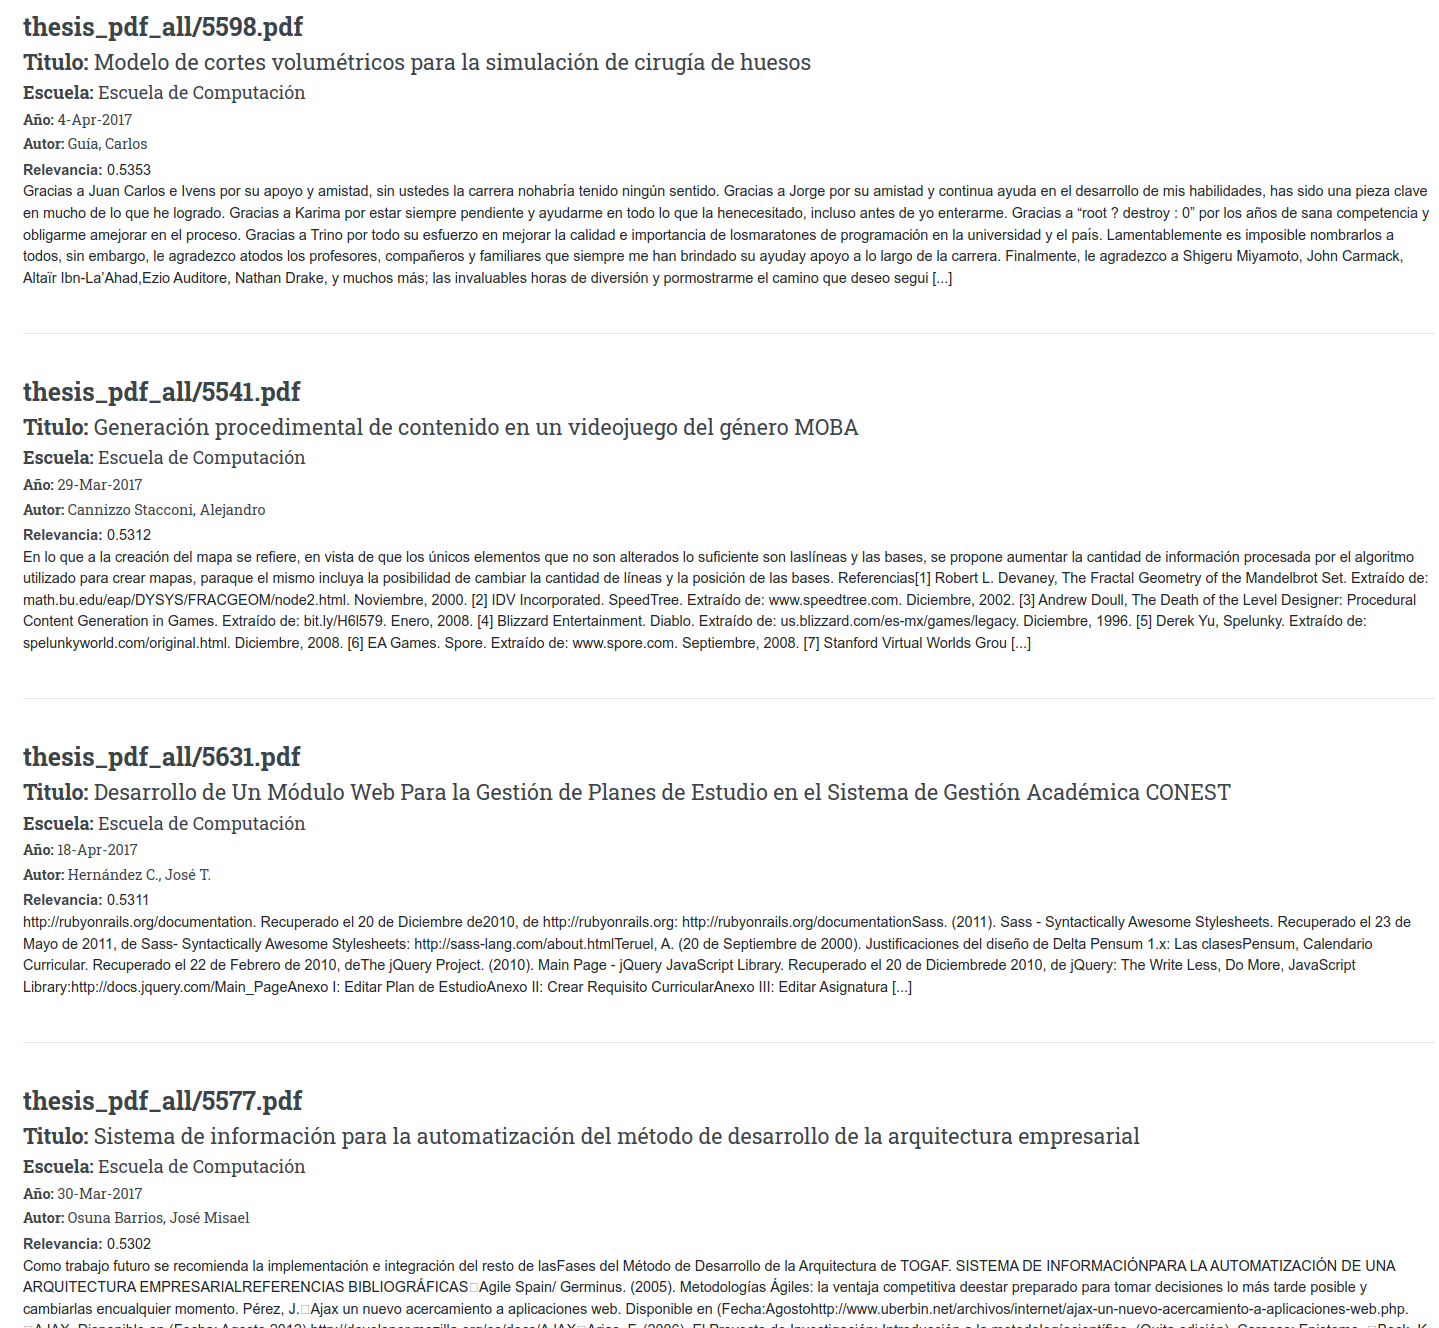 thesis_pdf_all/5598.pdf
Titulo: Modelo de cortes volumétricos para la simulación de cirugía de huesos
Escuela: Escuela de Computación
Año: 4-Apr-2017
Autor: Guía, Carlos
Relevancia: 0.5353
Gracias a Juan Carlos e Ivens por su apoyo y amistad, sin ustedes la carrera nohabría tenido ningún sentido. Gracias a Jorge por su amistad y continua ayuda en el desarrollo de mis habilidades, has sido una pieza clave
en mucho de lo que he logrado. Gracias a Karima por estar siempre pendiente y ayudarme en todo lo que la henecesitado, incluso antes de yo enterarme. Gracias a “root ? destroy : 0” por los años de sana competencia y
obligarme amejorar en el proceso. Gracias a Trino por todo su esfuerzo en mejorar la calidad e importancia de losmaratones de programación en la universidad y el país. Lamentablemente es imposible nombrarlos a
todos, sin embargo, le agradezco atodos los profesores, compañeros y familiares que siempre me han brindado su ayuday apoyo a lo largo de la carrera. Finalmente, le agradezco a Shigeru Miyamoto, John Carmack,
Altaïr Ibn-La’Ahad,Ezio Auditore, Nathan Drake, y muchos más; las invaluables horas de diversión y pormostrarme el camino que deseo segui [...]
thesis_pdf_all/5541.pdf
Titulo: Generación procedimental de contenido en un videojuego del género MOBA
Escuela: Escuela de Computación
Año: 29-Mar-2017
Autor: Cannizzo Stacconi, Alejandro
Relevancia: 0.5312
En lo que a la creación del mapa se refiere, en vista de que los únicos elementos que no son alterados lo suficiente son laslíneas y las bases, se propone aumentar la cantidad de información procesada por el algoritmo
utilizado para crear mapas, paraque el mismo incluya la posibilidad de cambiar la cantidad de líneas y la posición de las bases. Referencias[1] Robert L. Devaney, The Fractal Geometry of the Mandelbrot Set. Extraído de:
math.bu.edu/eap/DYSYS/FRACGEOM/node2.html. Noviembre, 2000. [2] IDV Incorporated. SpeedTree. Extraído de: www.speedtree.com. Diciembre, 2002. [3] Andrew Doull, The Death of the Level Designer: Procedural
Content Generation in Games. Extraído de: bit.ly/H6l579. Enero, 2008. [4] Blizzard Entertainment. Diablo. Extraído de: us.blizzard.com/es-mx/games/legacy. Diciembre, 1996. [5] Derek Yu, Spelunky. Extraído de:
spelunkyworld.com/original.html. Diciembre, 2008. [6] EA Games. Spore. Extraído de: www.spore.com. Septiembre, 2008. [7] Stanford Virtual Worlds Grou [...]
thesis_pdf_all/5631.pdf
Titulo: Desarrollo de Un Módulo Web Para la Gestión de Planes de Estudio en el Sistema de Gestión Académica CONEST
Escuela: Escuela de Computación
Año: 18-Apr-2017
Autor: Hernández C., José T.
Relevancia: 0.5311
http://rubyonrails.org/documentation. Recuperado el 20 de Diciembre de2010, de http://rubyonrails.org: http://rubyonrails.org/documentationSass. (2011). Sass - Syntactically Awesome Stylesheets. Recuperado el 23 de
Mayo de 2011, de Sass- Syntactically Awesome Stylesheets: http://sass-lang.com/about.htmlTeruel, A. (20 de Septiembre de 2000). Justificaciones del diseño de Delta Pensum 1.x: Las clasesPensum, Calendario
Curricular. Recuperado el 22 de Febrero de 2010, deThe jQuery Project. (2010). Main Page - jQuery JavaScript Library. Recuperado el 20 de Diciembrede 2010, de jQuery: The Write Less, Do More, JavaScript
Library:http://docs.jquery.com/Main_PageAnexo I: Editar Plan de EstudioAnexo II: Crear Requisito CurricularAnexo III: Editar Asignatura [...]
thesis_pdf_all/5577.pdf
Titulo: Sistema de información para la automatización del método de desarrollo de la arquitectura empresarial
Escuela: Escuela de Computación
Año: 30-Mar-2017
Autor: Osuna Barrios, José Misael
Relevancia: 0.5302
Como trabajo futuro se recomienda la implementación e integración del resto de lasFases del Método de Desarrollo de la Arquitectura de TOGAF. SISTEMA DE INFORMACIÓNPARA LA AUTOMATIZACIÓN DE UNA
ARQUITECTURA EMPRESARIALREFERENCIAS BIBLIOGRÁFICAS□Agile Spain/ Germinus. (2005). Metodologías Ágiles: la ventaja competitiva deestar preparado para tomar decisiones lo más tarde posible y
cambiarlas encualquier momento. Pérez, J.□Ajax un nuevo acercamiento a aplicaciones web. Disponible en (Fecha:Agostohttp://www.uberbin.net/archivos/internet/ajax-un-nuevo-acercamiento-a-aplicaciones-web.php.